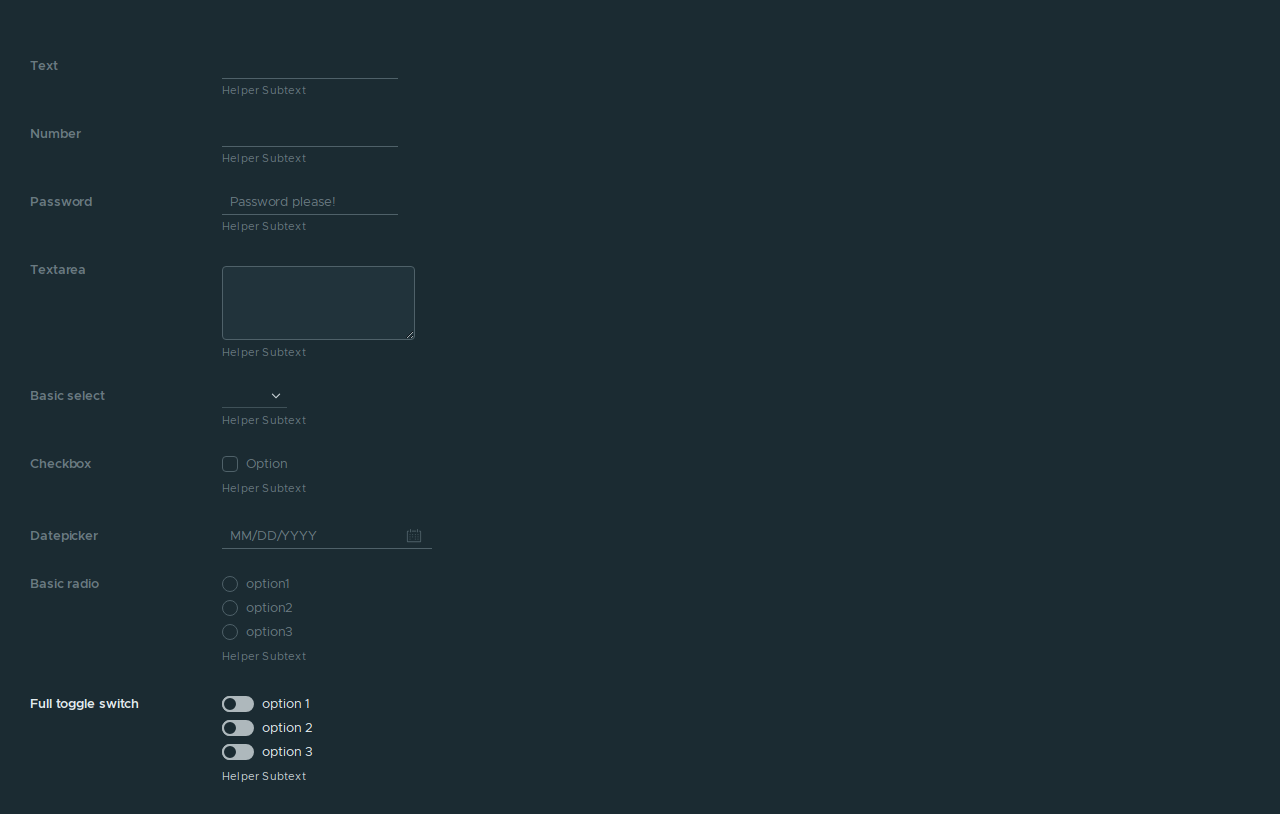 Text
Helper Subtext
Number
Helper Subtext
Password
Password please!
Helper Subtext
Textarea
Helper Subtext
Basic select
Helper Subtext
Checkbox
Option
Helper Subtext
Datepicker
MM/DD/YYYY
Basic radio
option1
option2
option3
Helper Subtext
Full toggle switch
option 1
option 2
option 3
Helper Subtext